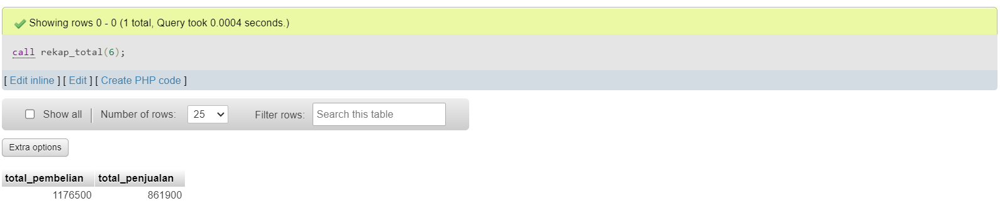 Showing rows 0 - 0 (1 total, Query took 0.0004 seconds.)
call rekap_total(6);
[ Edit inline ] [ Edit ] [ Create PHP code ]
Show all Number of rows: 25 Filter rows: Search this table
Extra options
total_pembelian total_penjualan
1176500 861900